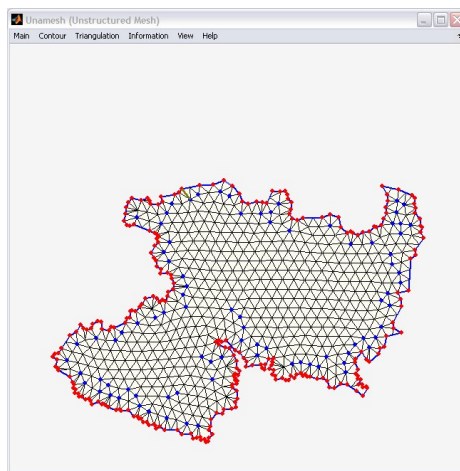 Unamesh (Unstructured Mesh)
Main Contour Triangulation Information View Help